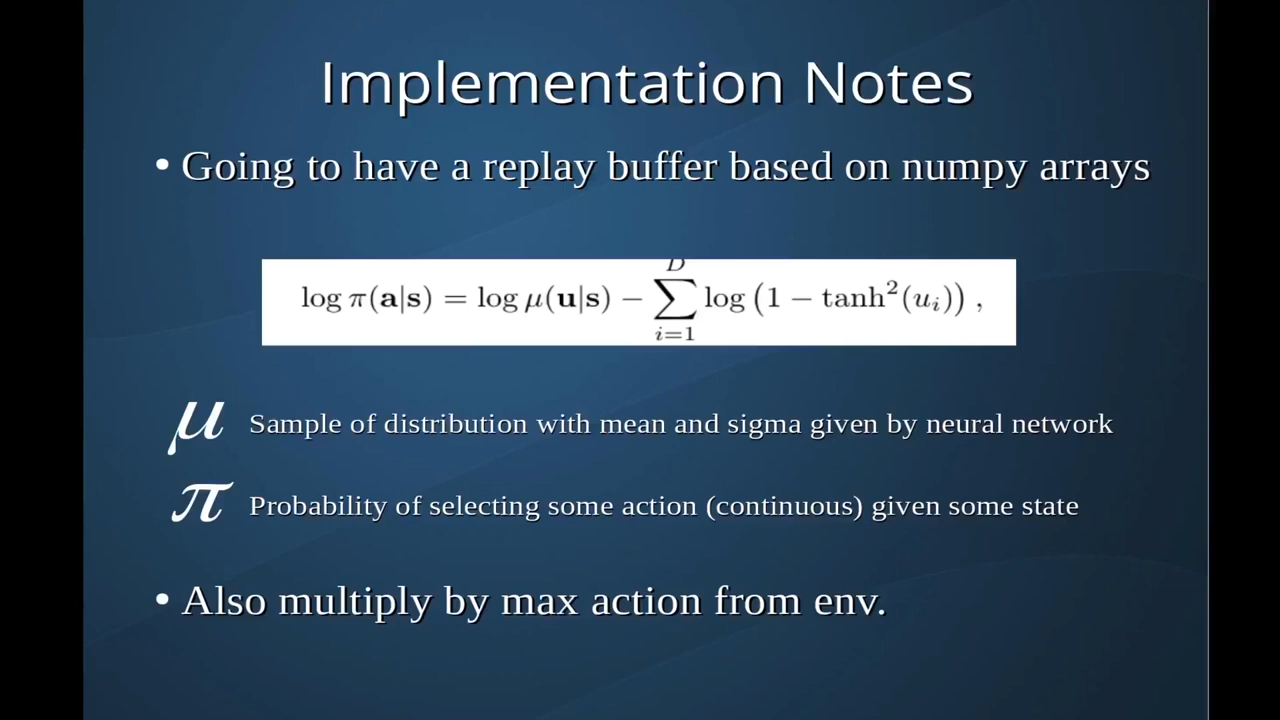 Implementation Notes
• Going to have a replay buffer based on numpy arrays
log π(a|s) = log μ(u|s) − ∑_{i=1}^{D} log (1 − tanh²(u_i)) ,
μ Sample of distribution with mean and sigma given by neural network
π Probability of selecting some action (continuous) given some state
• Also multiply by max action from env.